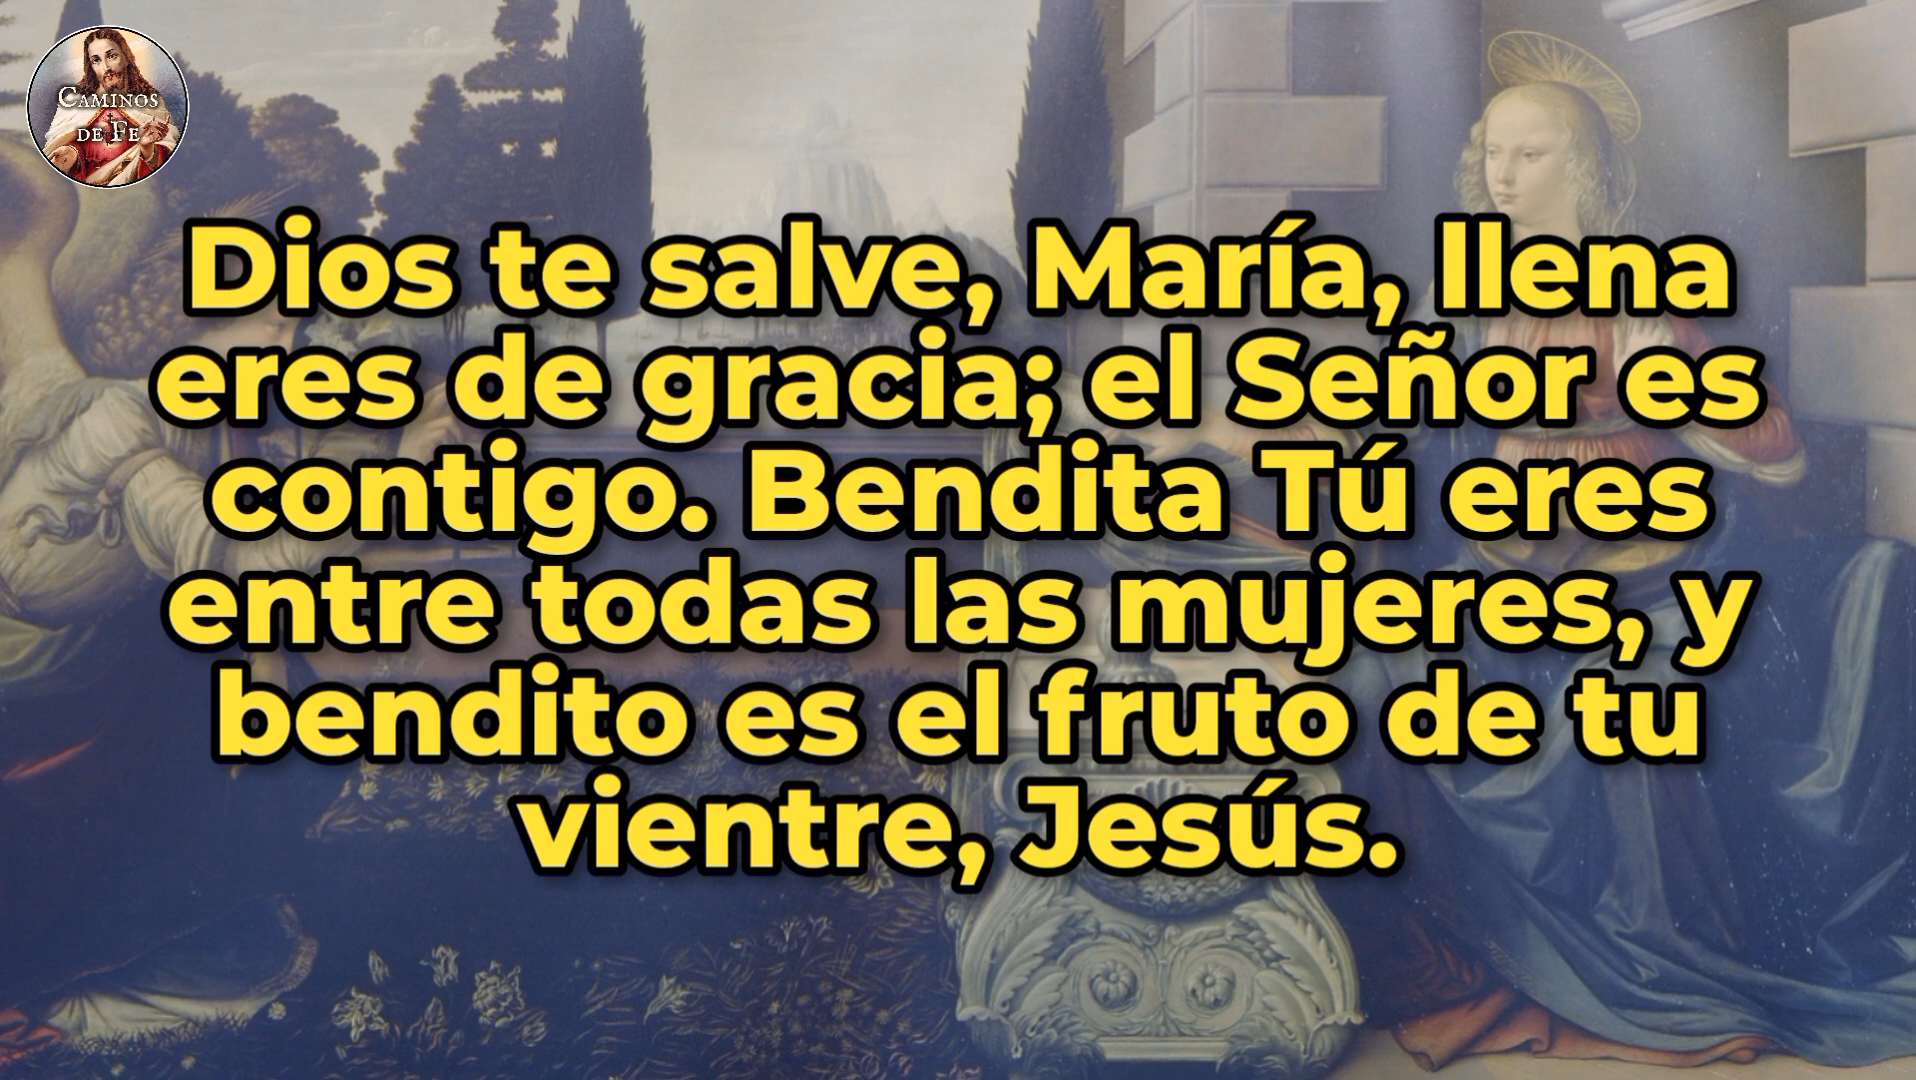 CAMINOS
DE FE
Dios te salve, María, llena
eres de gracia; el Señor es
contigo. Bendita Tú eres
entre todas las mujeres, y
bendito es el fruto de tu
vientre, Jesús.